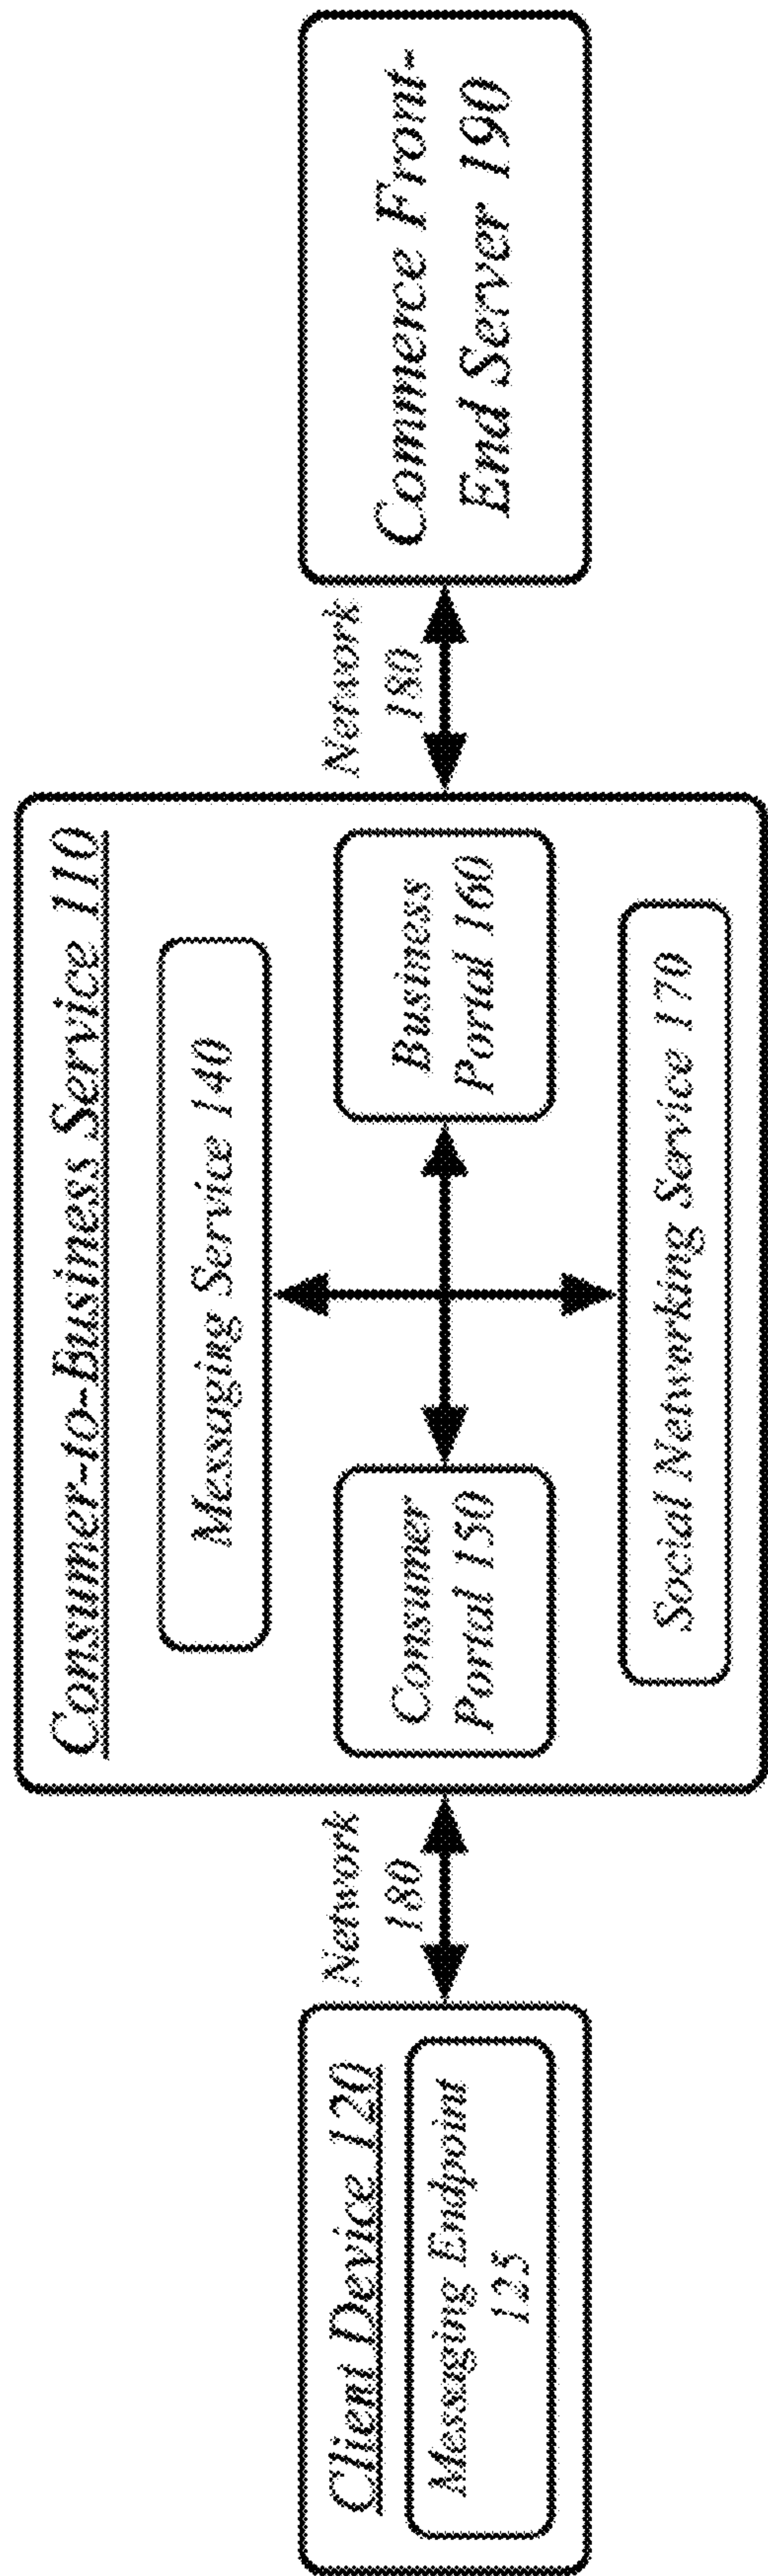 Client Device 120
Messaging Endpoint
125
Network
180
Consumer-to-Business Service 110
Messaging Service 140
Consumer
Portal 150
Business
Portal 160
Social Networking Service 170
Network
180
Commerce Front-
End Server 190